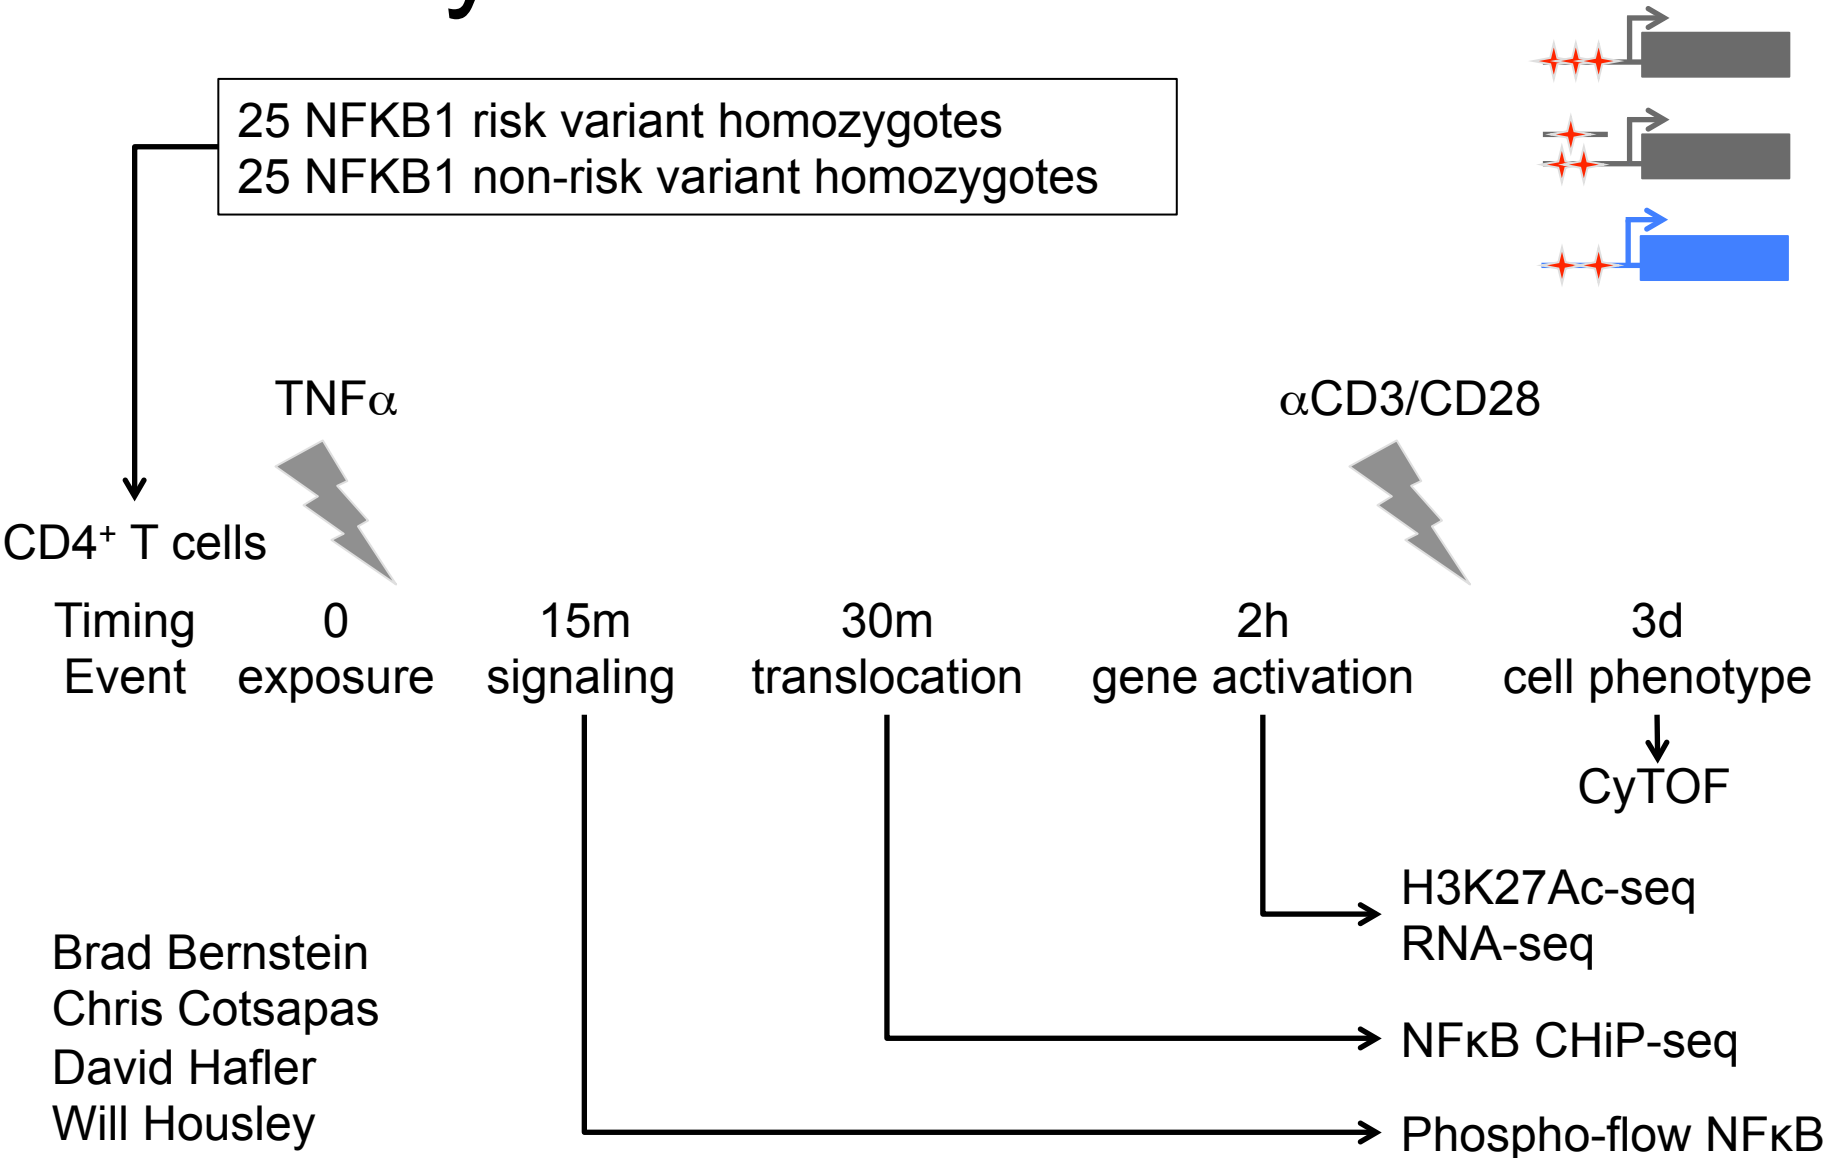 25 NFKB1 risk variant homozygotes
25 NFKB1 non-risk variant homozygotes
TNFα
αCD3/CD28
CD4⁺ T cells
Timing 0 15m 30m 2h 3d
Event exposure signaling translocation gene activation cell phenotype
CyTOF
H3K27Ac-seq
RNA-seq
NFκB CHiP-seq
Phospho-flow NFκB
Brad Bernstein
Chris Cotsapas
David Hafler
Will Housley